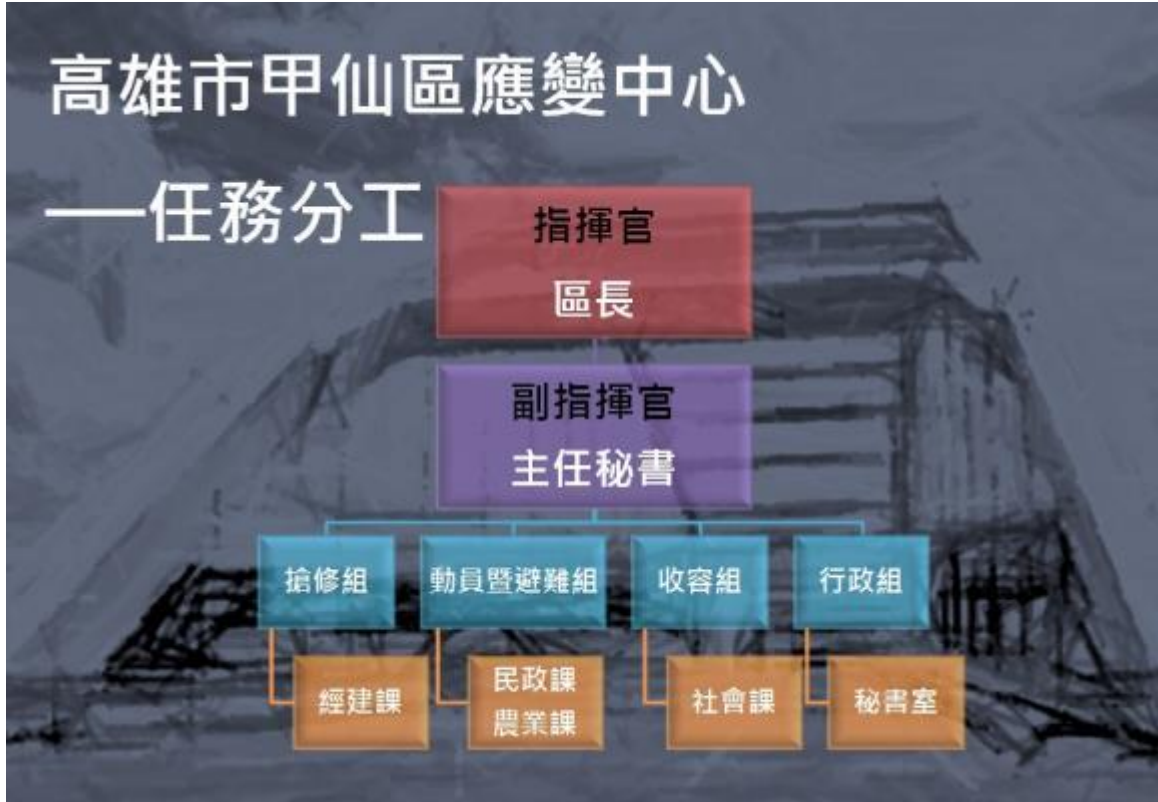 高雄市甲仙區應變中心
──任務分工
指揮官
區長
副指揮官
主任秘書
搶修組
動員暨避難組
收容組
行政組
經建課
民政課
農業課
社會課
秘書室